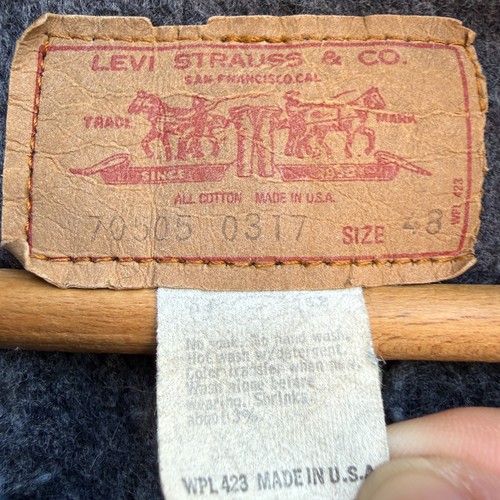 LEVI STRAUSS & CO.
SAN FRANCISCO, CAL
TRADE MARK
SINCE
ALL COTTON MADE IN U.S.A.
70505 0317 SIZE 48
WPL 423
No soak. No hand wash.
Hot wash w/detergent.
Color transfer when new.
Wash alone before
wearing. Shrinks
about 3%.
WPL 423 MADE IN U.S.A